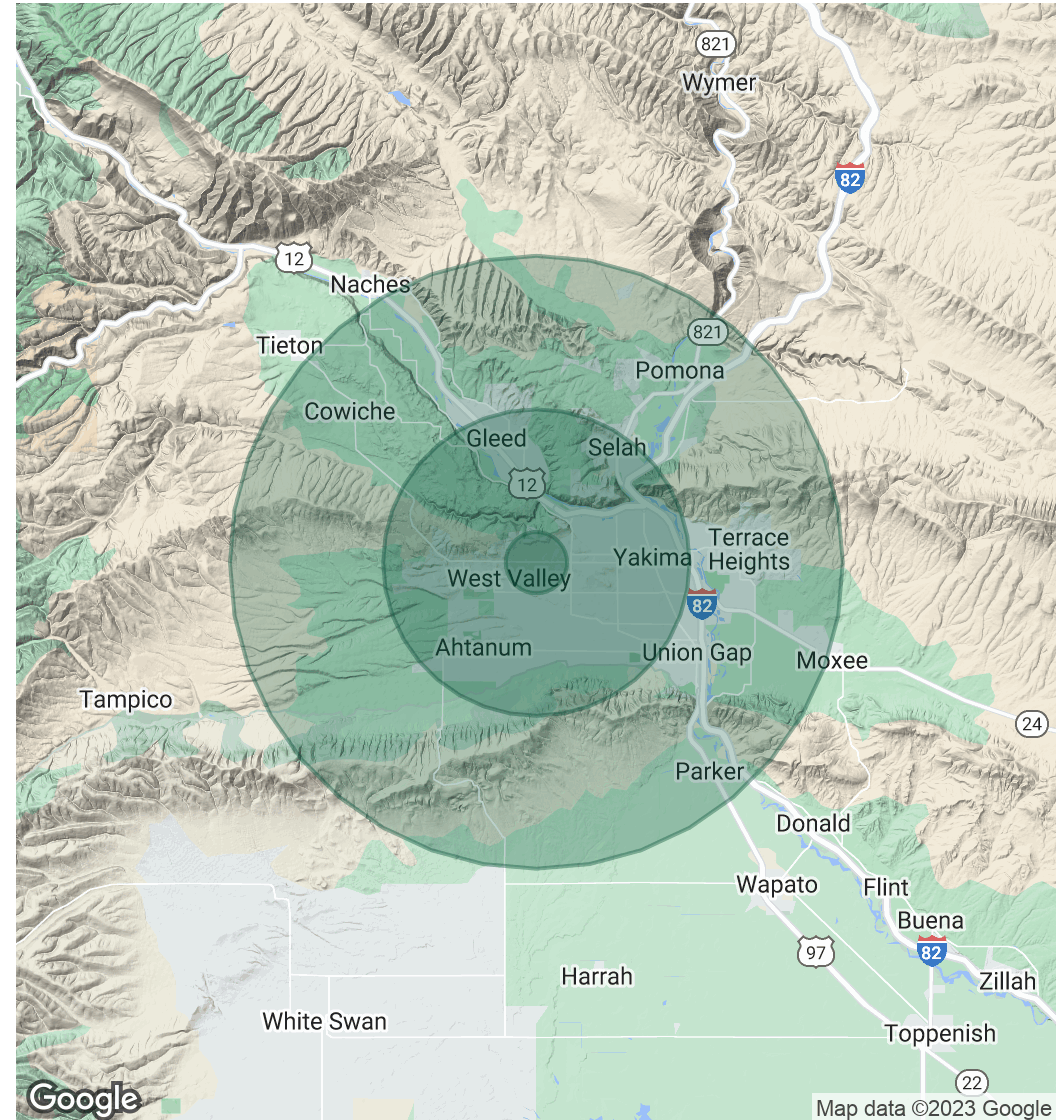 821
Wymer
82
12
Naches
821
Tieton
Pomona
Cowiche
Gleed
Selah
12
Terrace
Heights
Yakima
West Valley
82
Ahtanum
Union Gap
Moxee
Tampico
24
Parker
Donald
Wapato
Flint
Buena
97
82
Harrah
Zillah
White Swan
Toppenish
22
Google
Map data ©2023 Google